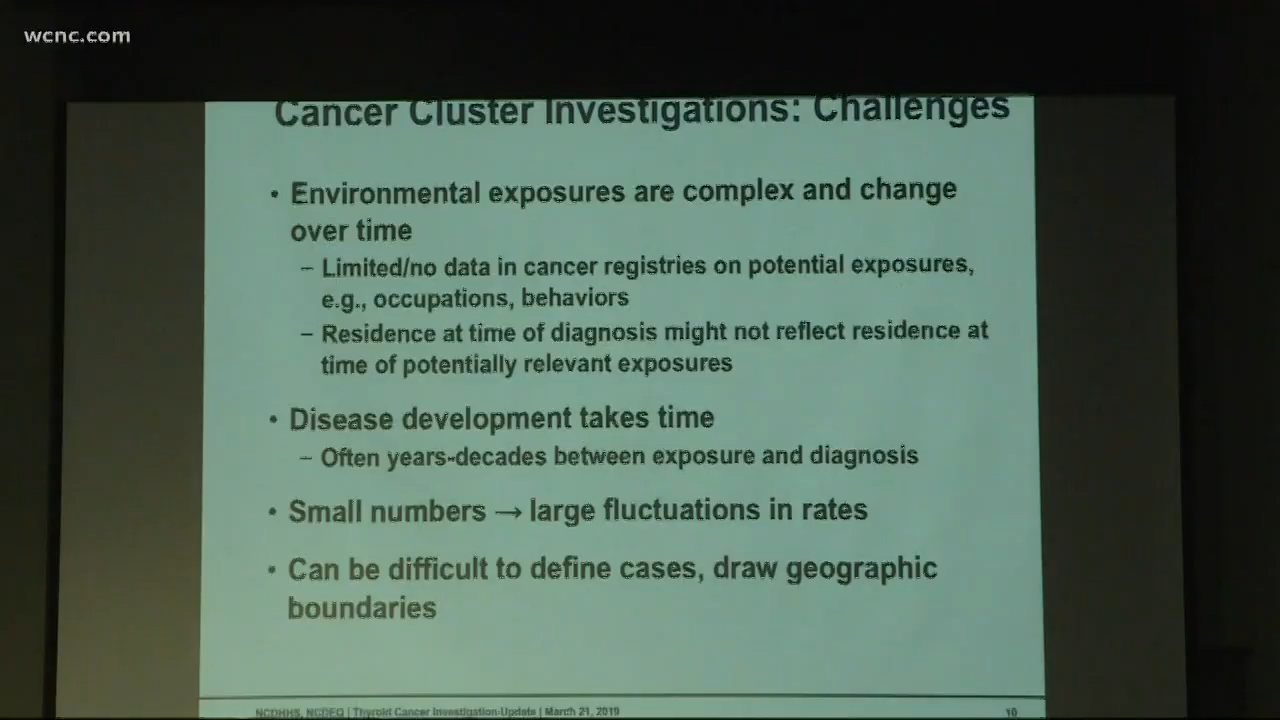 wcnc.com
Cancer Cluster Investigations: Challenges
• Environmental exposures are complex and change
over time
– Limited/no data in cancer registries on potential exposures,
e.g., occupations, behaviors
– Residence at time of diagnosis might not reflect residence at
time of potentially relevant exposures
• Disease development takes time
– Often years-decades between exposure and diagnosis
• Small numbers → large fluctuations in rates
• Can be difficult to define cases, draw geographic
boundaries
NCDHHS, NCDEQ | Thyroid Cancer Investigation-Update | March 21, 2019
10